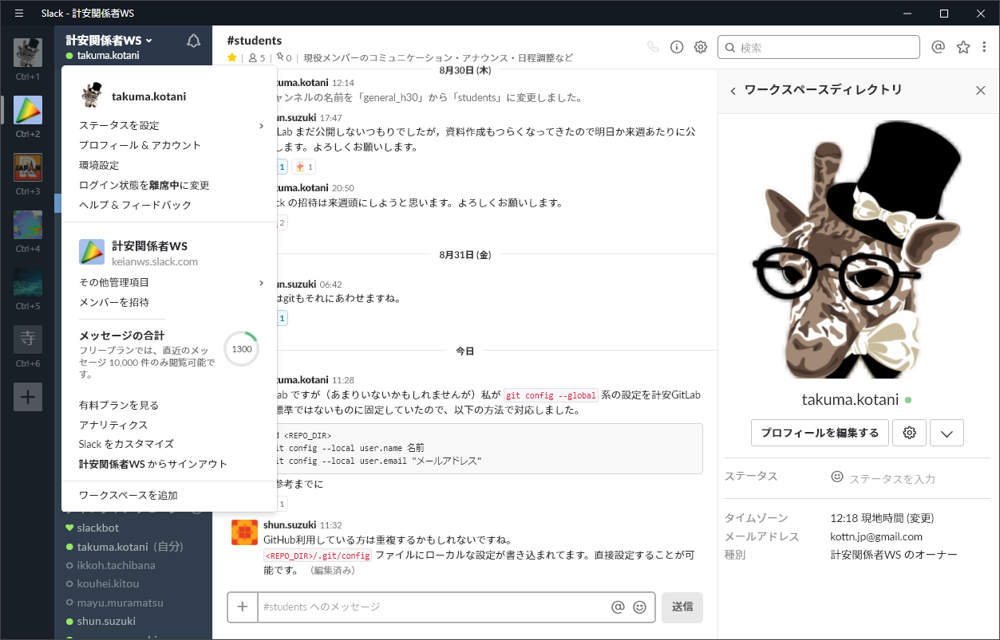 Slack - 計安関係者WS
計安関係者WS
takuma.kotani
Ctrl+1
Ctrl+2
JAPAN
R
Ctrl+3
Ctrl+4
Ctrl+5
寺
Ctrl+6
takuma.kotani
ステータスを設定
プロフィール & アカウント
環境設定
ログイン状態を離席中に変更
ヘルプ & フィードバック
計安関係者WS
keianws.slack.com
その他管理項目
メンバーを招待
メッセージの合計
フリープランでは、直近のメッ
セージ 10,000 件のみ閲覧可能で
す。
1300
有料プランを見る
アナリティクス
Slack をカスタマイズ
計安関係者WS からサインアウト
ワークスペースを追加
slackbot
takuma.kotani (自分)
ikkoh.tachibana
kouhei.kitou
mayu.muramatsu
shun.suzuki
#students
5 | 0 | 現役メンバーのコミュニケーション・アナウンス・日程調整など
検索
8月30日 (木)
uma.kotani 12:14
ャンネルの名前を「general_h30」から「students」に変更しました。
un.suzuki 17:47
Lab まだ公開しないつもりでしたが，資料作成もつらくなってきたので明日か来週あたりに公
します。よろしくお願いします。
1
中 1
uma.kotani 20:50
ck の招待は来週頭にしようと思います。よろしくお願いします。
2
8月31日 (金)
un.suzuki 06:42
はgitもそれにあわせますね。
1
今日
uma.kotani 11:28
ab ですが（あまりいないかもしれませんが）私が git config --global 系の設定を計安GitLab
標準ではないものに固定していたので、以下の方法で対応しました。
d <REPO_DIR>
it config --local user.name 名前
it config --local user.email "メールアドレス"
参考までに
1
shun.suzuki 11:32
GitHub利用している方は重複するかもしれないですね。
<REPO_DIR>/.git/config ファイルにローカルな設定が書き込まれてます。直接設定することが可
能です。 （編集済み）
#students へのメッセージ
送信
ワークスペースディレクトリ
takuma.kotani
プロフィールを編集する
ステータス
ステータスを入力
タイムゾーン 12:18 現地時間 (変更)
メールアドレス kottn.jp@gmail.com
種別 計安関係者WS のオーナー